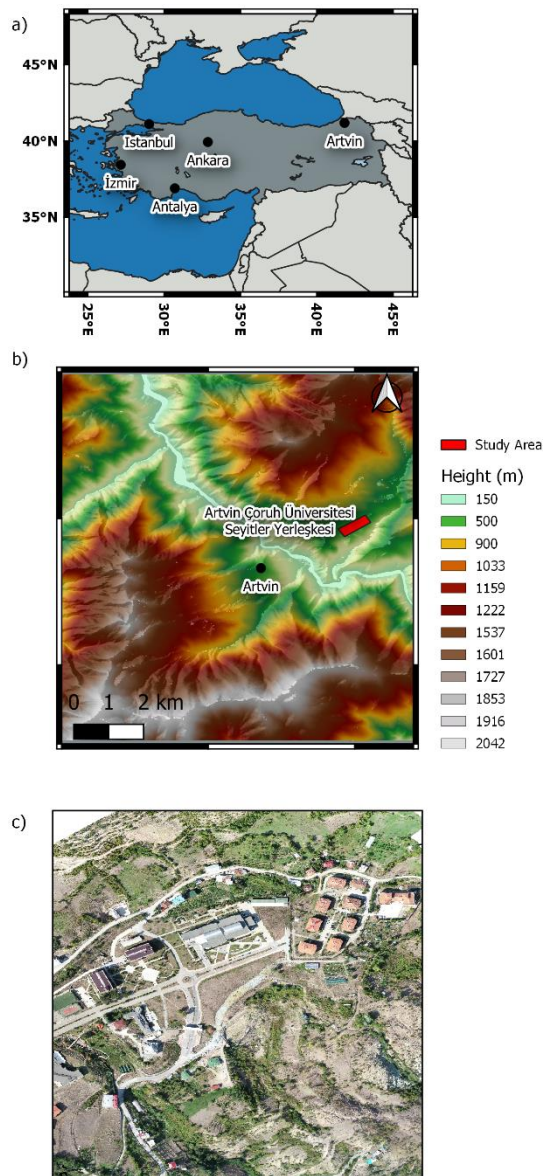 a)
45°N
40°N
35°N
Istanbul
Ankara
Artvin
İzmir
Antalya
25°E
30°E
35°E
40°E
45°E
b)
Artvin Çoruh Üniversitesi
Seyitler Yerleşkesi
Artvin
0 1 2 km
Study Area
Height (m)
150
500
900
1033
1159
1222
1537
1601
1727
1853
1916
2042
c)